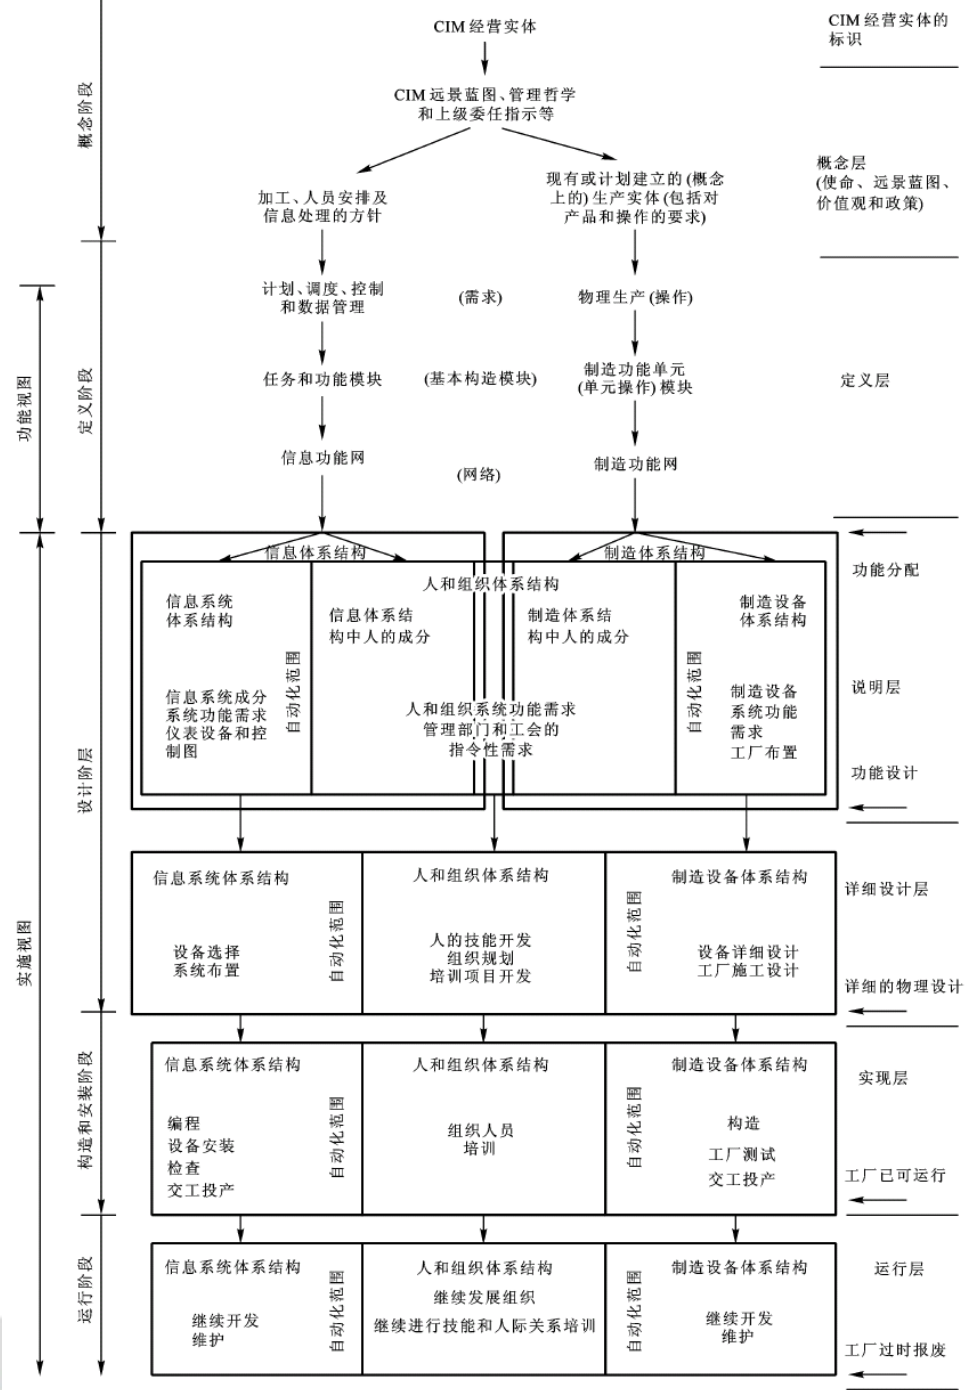 CIM 经营实体
CIM 经营实体的
标识
CIM 远景蓝图、管理哲学
和上级委任指示等
概念阶段
加工、人员安排及
信息处理的方针
现有或计划建立的 (概念
上的) 生产实体 (包括对
产品和操作的要求)
概念层
(使命、远景蓝图、
价值观和政策)
功能视图
定义阶段
计划、调度、控制
和数据管理
(需求)
物理生产 (操作)
任务和功能模块
(基本构造模块)
制造功能单元
(单元操作) 模块
定义层
信息功能网
(网络)
制造功能网
实施视图
设计阶层
信息体系结构
制造体系结构
功能分配
人和组织体系结构
信息系统
体系结构
信息体系结
构中人的成分
制造体系结
构中人的成分
制造设备
体系结构
自动化范围
自动化范围
说明层
信息系统成分
系统功能需求
仪表设备和控
制图
人和组织系统功能需求
管理部门和工会的
指令性需求
制造设备
系统功能
需求
工厂布置
功能设计
信息系统体系结构
人和组织体系结构
制造设备体系结构
详细设计层
自动化范围
自动化范围
设备选择
系统布置
人的技能开发
组织规划
培训项目开发
设备详细设计
工厂施工设计
详细的物理设计
构造和安装阶段
信息系统体系结构
人和组织体系结构
制造设备体系结构
实现层
自动化范围
自动化范围
编程
设备安装
检查
交工投产
组织人员
培训
构造
工厂测试
交工投产
工厂已可运行
运行阶段
信息系统体系结构
人和组织体系结构
制造设备体系结构
运行层
自动化范围
自动化范围
继续开发
维护
继续发展组织
继续进行技能和人际关系培训
继续开发
维护
工厂过时报废